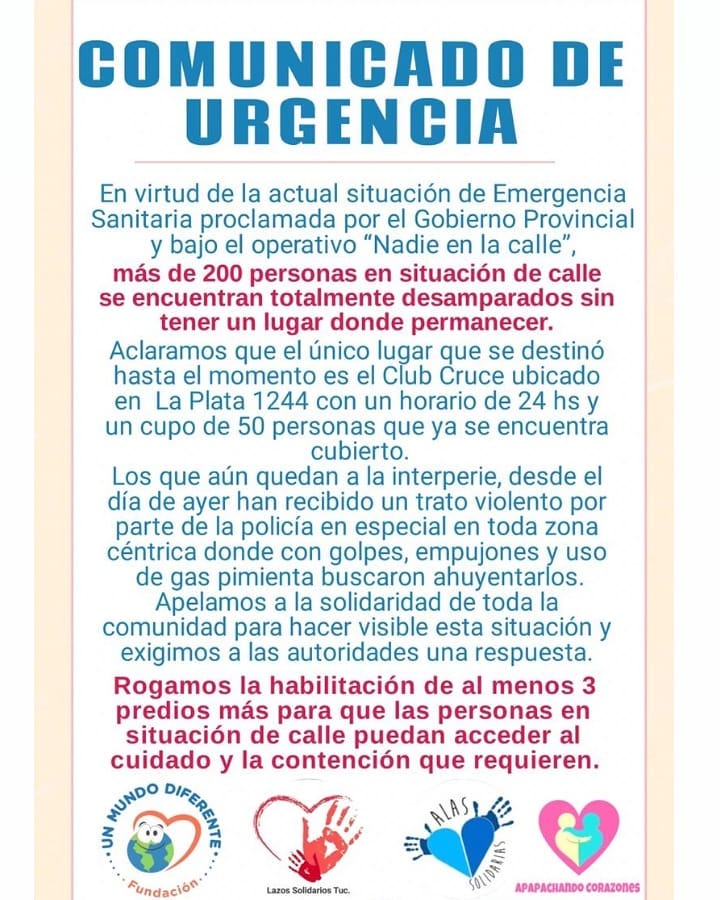 COMUNICADO DE
URGENCIA
En virtud de la actual situación de Emergencia
Sanitaria proclamada por el Gobierno Provincial
y bajo el operativo “Nadie en la calle”,
más de 200 personas en situación de calle
se encuentran totalmente desamparados sin
tener un lugar donde permanecer.
Aclaramos que el único lugar que se destinó
hasta el momento es el Club Cruce ubicado
en La Plata 1244 con un horario de 24 hs y
un cupo de 50 personas que ya se encuentra
cubierto.
Los que aún quedan a la interperie, desde el
día de ayer han recibido un trato violento por
parte de la policía en especial en toda zona
céntrica donde con golpes, empujones y uso
de gas pimienta buscaron ahuyentarlos.
Apelamos a la solidaridad de toda la
comunidad para hacer visible esta situación y
exigimos a las autoridades una respuesta.
Rogamos la habilitación de al menos 3
predios más para que las personas en
situación de calle puedan acceder al
cuidado y la contención que requieren.
UN MUNDO DIFERENTE
Fundación
Lazos Solidarios Tuc.
ALAS
SOLIDARIAS
APAPACHANDO CORAZONES